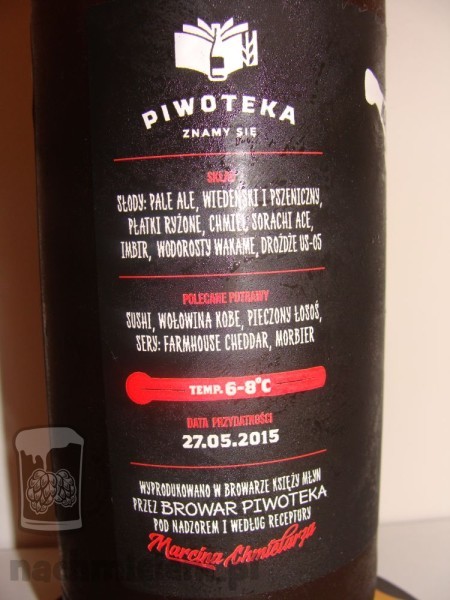 PIWOTEKA
ZNAMY SIĘ
SKŁAD
SŁODY: PALE ALE, WIEDEŃSKI I PSZENICZNY,
PŁATKI RYŻOWE, CHMIEL SORACHI ACE,
IMBIR, WODOROSTY WAKAME, DROŻDŻE US-05
POLECANE POTRAWY
SUSHI, WOŁOWINA KOBE, PIECZONY ŁOSOŚ,
SERY: FARMHOUSE CHEDDAR, MORBIER
TEMP. 6-8°C
DATA PRZYDATNOŚCI
27.05.2015
WYPRODUKOWANO W BROWARZE KSIĘŻY MŁYN
PRZEZ BROWAR PIWOTEKA
POD NADZOREM I WEDŁUG RECEPTURY
Marcina Chmielarza
nachmieleni.pl